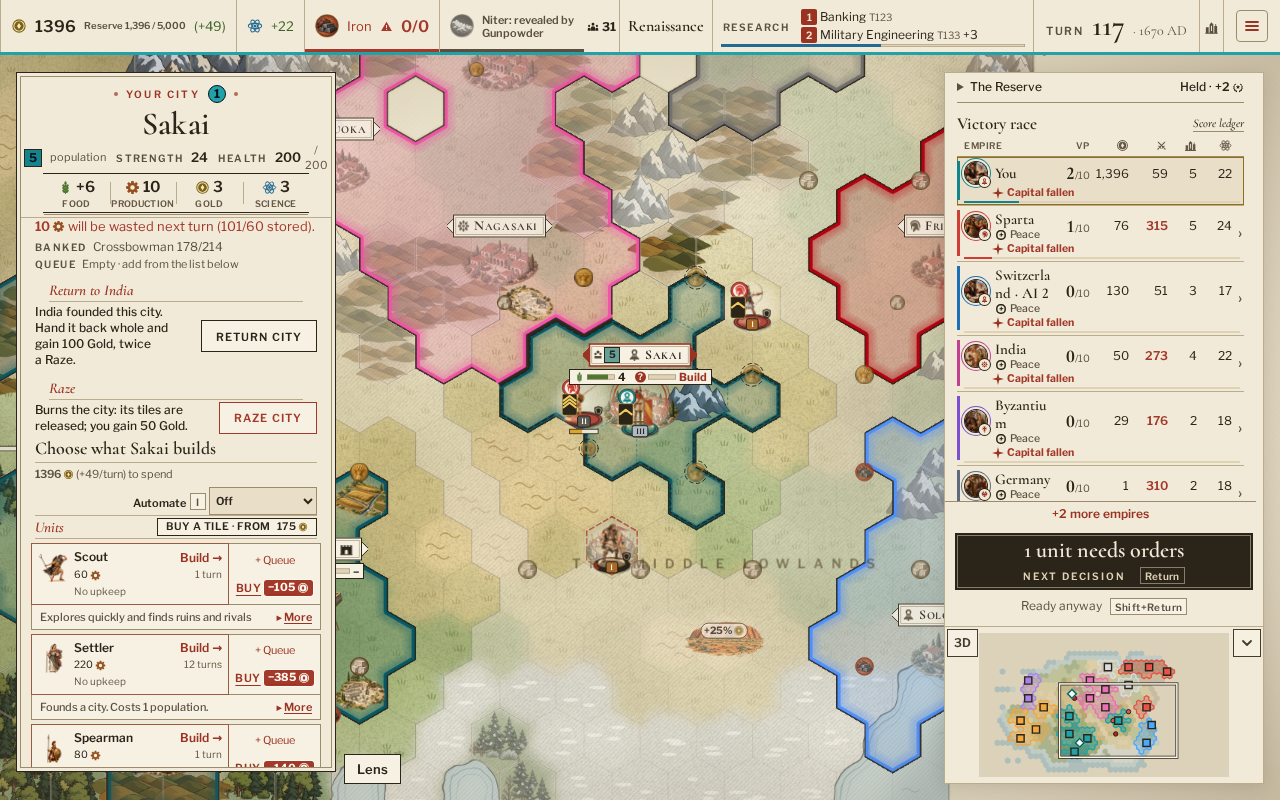 1396 Reserve 1,396 / 5,000 (+49)
+22
Iron 0/0
Niter: revealed by
Gunpowder
31
Renaissance
RESEARCH
1 Banking T123
2 Military Engineering T133 +3
TURN 117 · 1670 AD
YOUR CITY 1
Sakai
5 population STRENGTH 24 HEALTH 200 / 200
+6 FOOD
10 PRODUCTION
3 GOLD
3 SCIENCE
10 will be wasted next turn (101/60 stored).
BANKED Crossbowman 178/214
QUEUE Empty · add from the list below
Return to India
India founded this city.
Hand it back whole and
gain 100 Gold, twice
a Raze.
RETURN CITY
Raze
Burns the city: its tiles are
released; you gain 50 Gold.
RAZE CITY
Choose what Sakai builds
1396 (+49/turn) to spend
Automate I Off
Units
BUY A TILE · FROM 175
Scout Build →
60 1 turn
No upkeep
+ Queue
BUY −105
Explores quickly and finds ruins and rivals ▸ More
Settler Build →
220 12 turns
No upkeep
+ Queue
BUY −385
Founds a city. Costs 1 population. ▸ More
Spearman Build →
80 1 turn
+ Queue
BUY −140
UOKA
NAGASAKI
FRI
5 SAKAI
4 ? Build
I
II
III
I
THE MIDDLE LOWLANDS
SOLO
+25%
Lens
The Reserve Held · +2
Victory race Score ledger
EMPIRE VP
You 2/10 1,396 59 5 22
Capital fallen
Sparta 1/10 76 315 5 24 ›
Peace
Capital fallen
Switzerla
nd · AI 2 0/10 130 51 3 17 ›
Peace
Capital fallen
India 0/10 50 273 4 22 ›
Capital fallen
Byzantiu
m 0/10 29 176 2 18 ›
Peace
Capital fallen
Germany 0/10 1 310 2 18 ›
Peace
+2 more empires
1 unit needs orders
NEXT DECISION Return
Ready anyway Shift+Return
3D